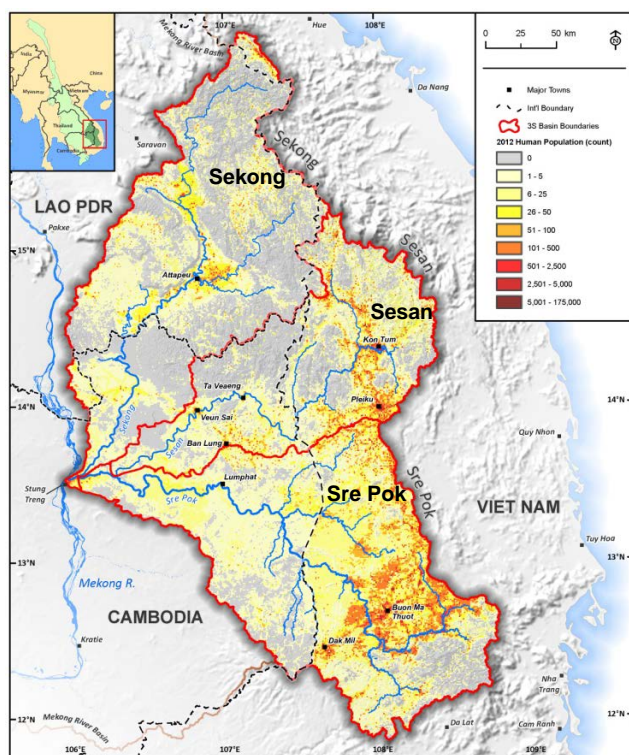 107°E
108°E
Hue
Mekong River Basin
India
China
Myanmar
Thailand
Cambodia
Saravan
Da Nang
0 25 50 km
N
Major Towns
Int'l Boundary
3S Basin Boundaries
2012 Human Population (count)
0
1 - 5
6 - 25
26 - 50
51 - 100
101 - 500
501 - 2,500
2,501 - 5,000
5,001 - 175,000
Sekong
Sekong
LAO PDR
Pakxe
15°N
15°N
Attapeu
Sesan
Sesan
Kon Tum
Ta Veaeng
Pleiku
14°N
14°N
Veun Sai
Sekong
Sesan
Ban Lung
Quy Nhon
Stung
Treng
Lumphat
Sre Pok
Sre Pok
Sre Pok
VIET NAM
Tuy Hoa
13°N
13°N
Mekong R.
CAMBODIA
Buon Ma
Thuot
Kratie
Dak Mil
Nha
Trang
12°N
12°N
Mekong River Basin
Da Lat
Cam Ranh
106°E
107°E
108°E
109°E